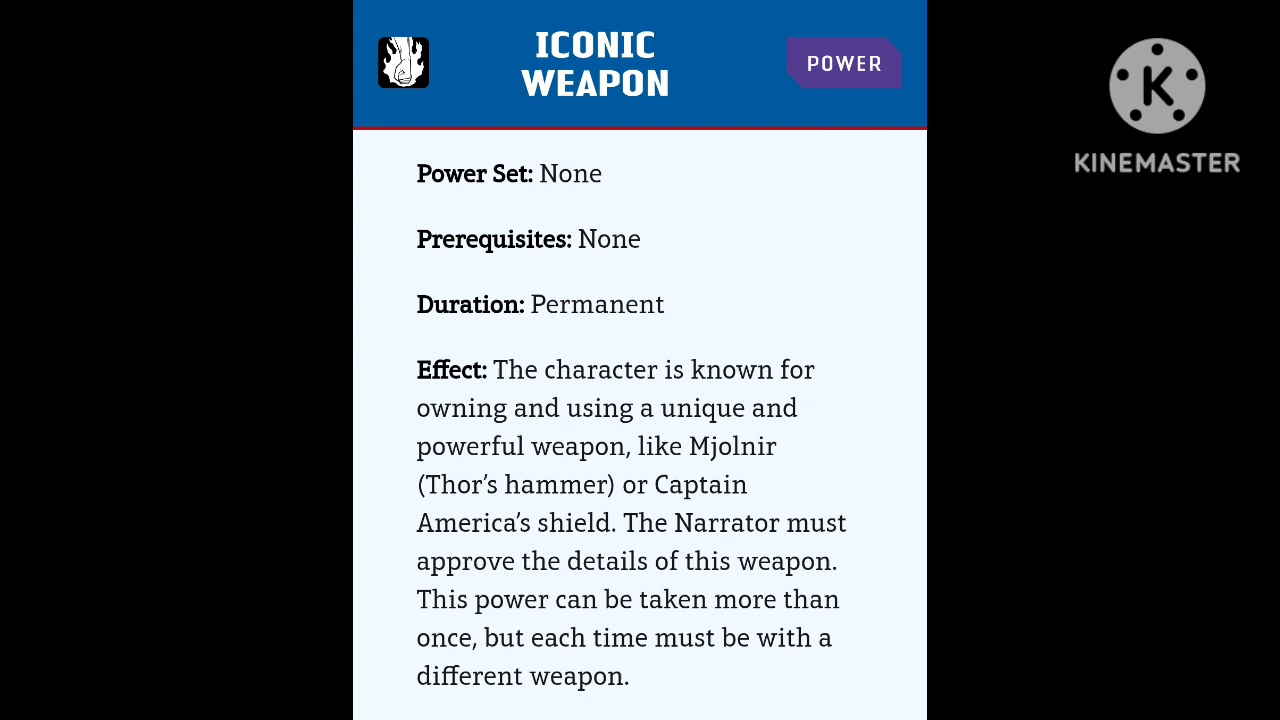 ICONIC
WEAPON
POWER
K
KINEMASTER
Power Set: None
Prerequisites: None
Duration: Permanent
Effect: The character is known for
owning and using a unique and
powerful weapon, like Mjolnir
(Thor’s hammer) or Captain
America’s shield. The Narrator must
approve the details of this weapon.
This power can be taken more than
once, but each time must be with a
different weapon.